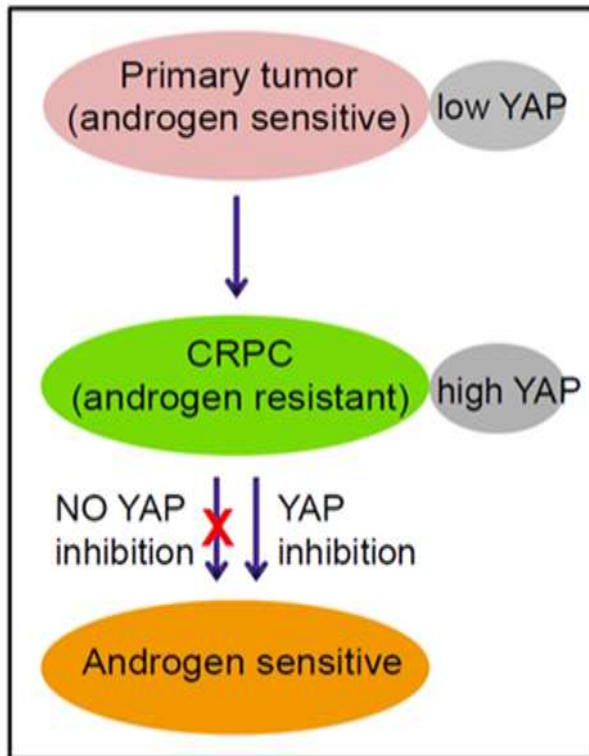 Primary tumor
(androgen sensitive)
low YAP
CRPC
(androgen resistant)
high YAP
NO YAP
inhibition
X
YAP
inhibition
Androgen sensitive